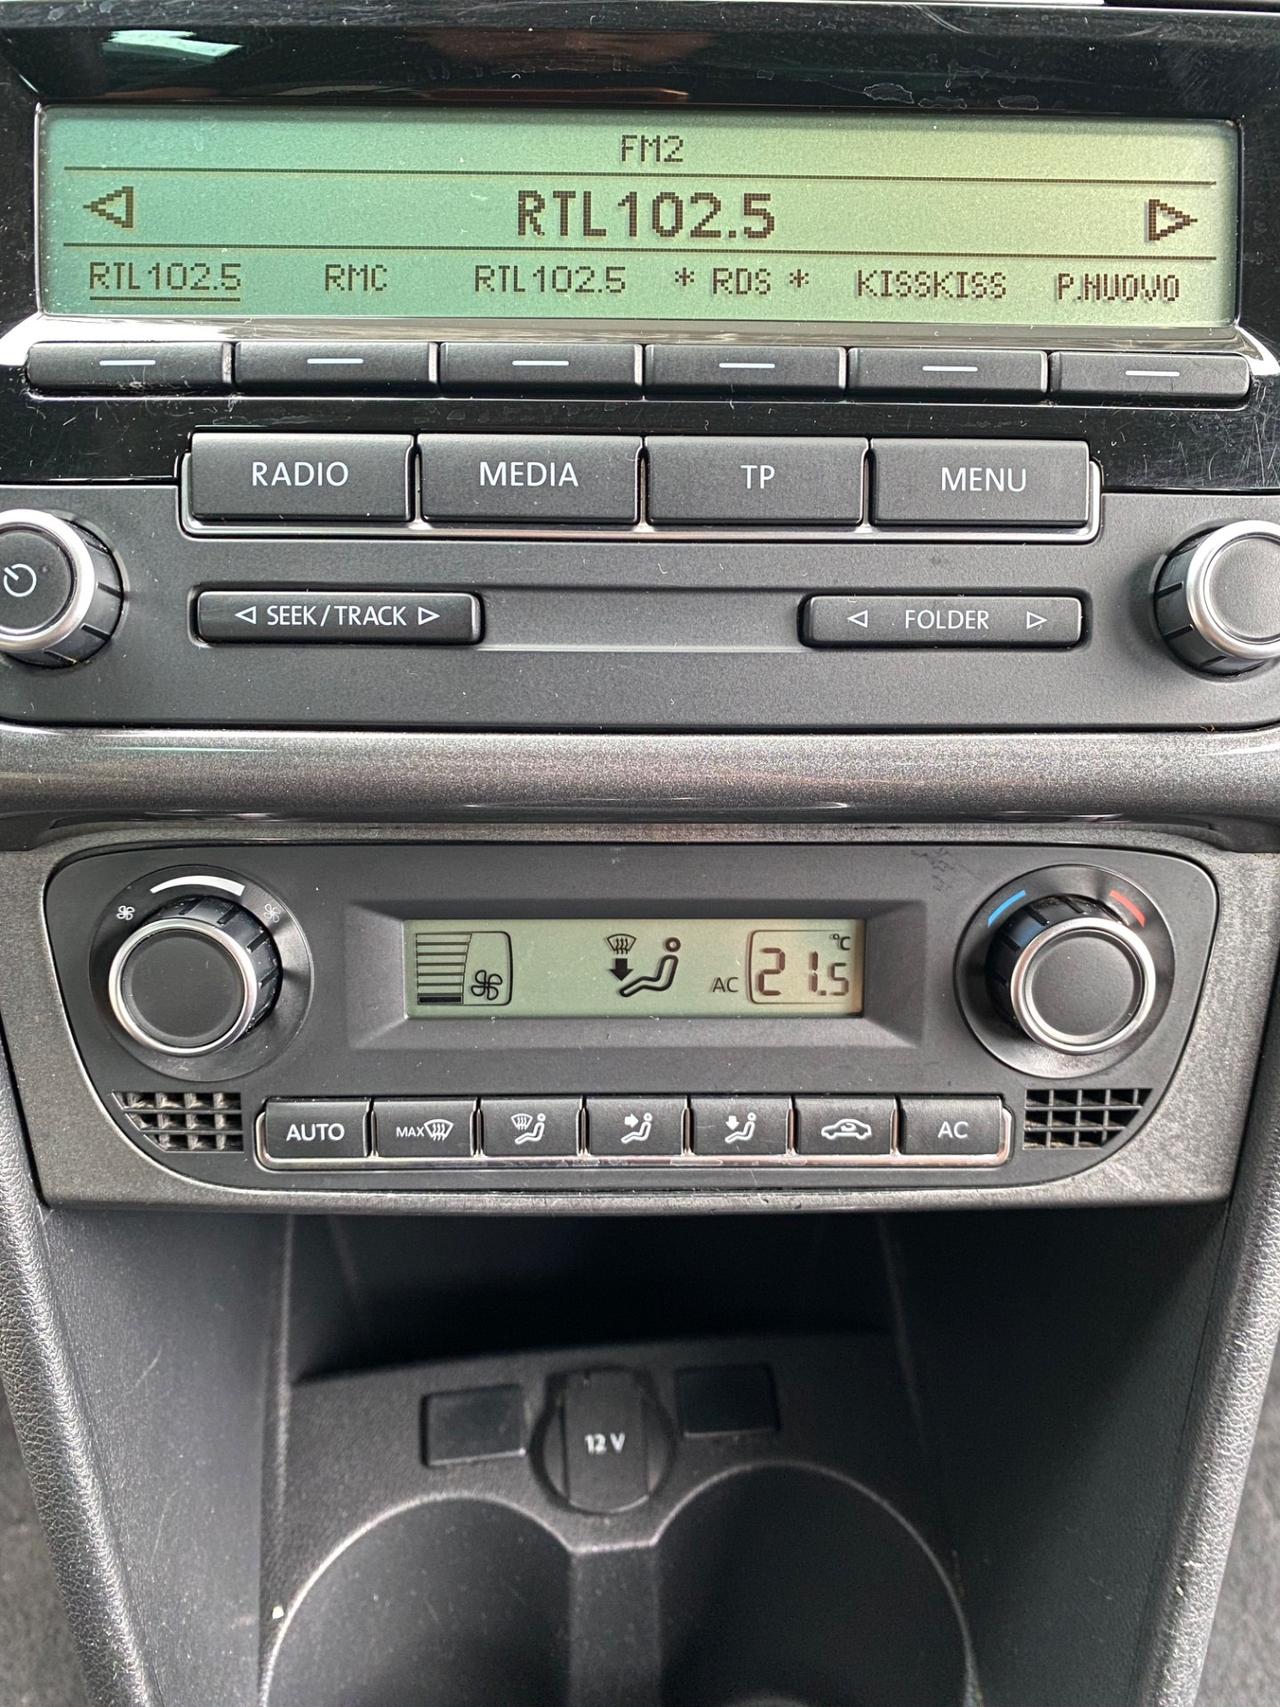 FM2
RTL102.5
RTL102.5 RMC RTL102.5 * RDS * KISSKISS P.NUOVO
RADIO MEDIA TP MENU
SEEK/TRACK FOLDER
AC 21.5 °C
AUTO MAX AC
12 V